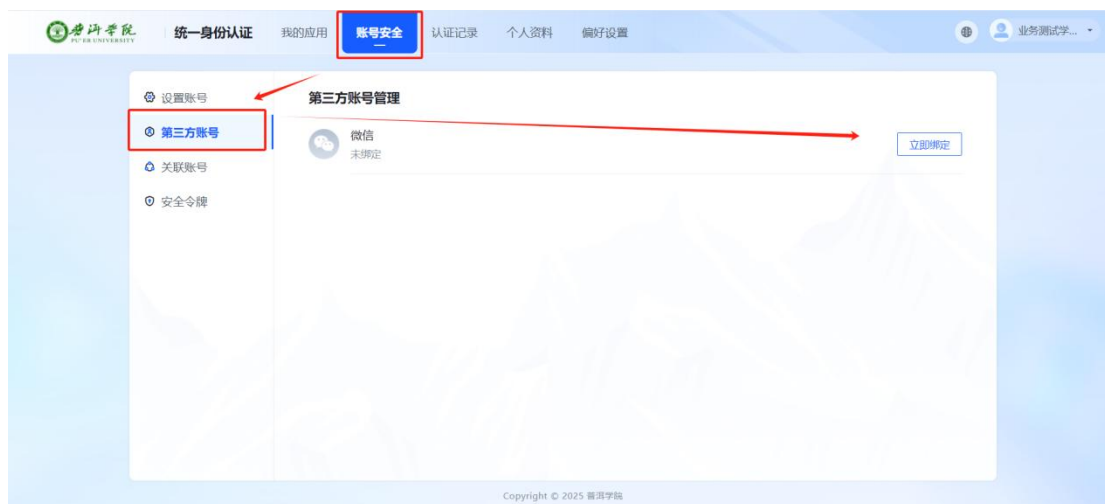 普洱学院
PU'ER UNIVERSITY
统一身份认证
我的应用
账号安全
认证记录
个人资料
偏好设置
业务测试学...
设置账号
第三方账号
关联账号
安全令牌
第三方账号管理
微信
未绑定
立即绑定
Copyright © 2025 普洱学院